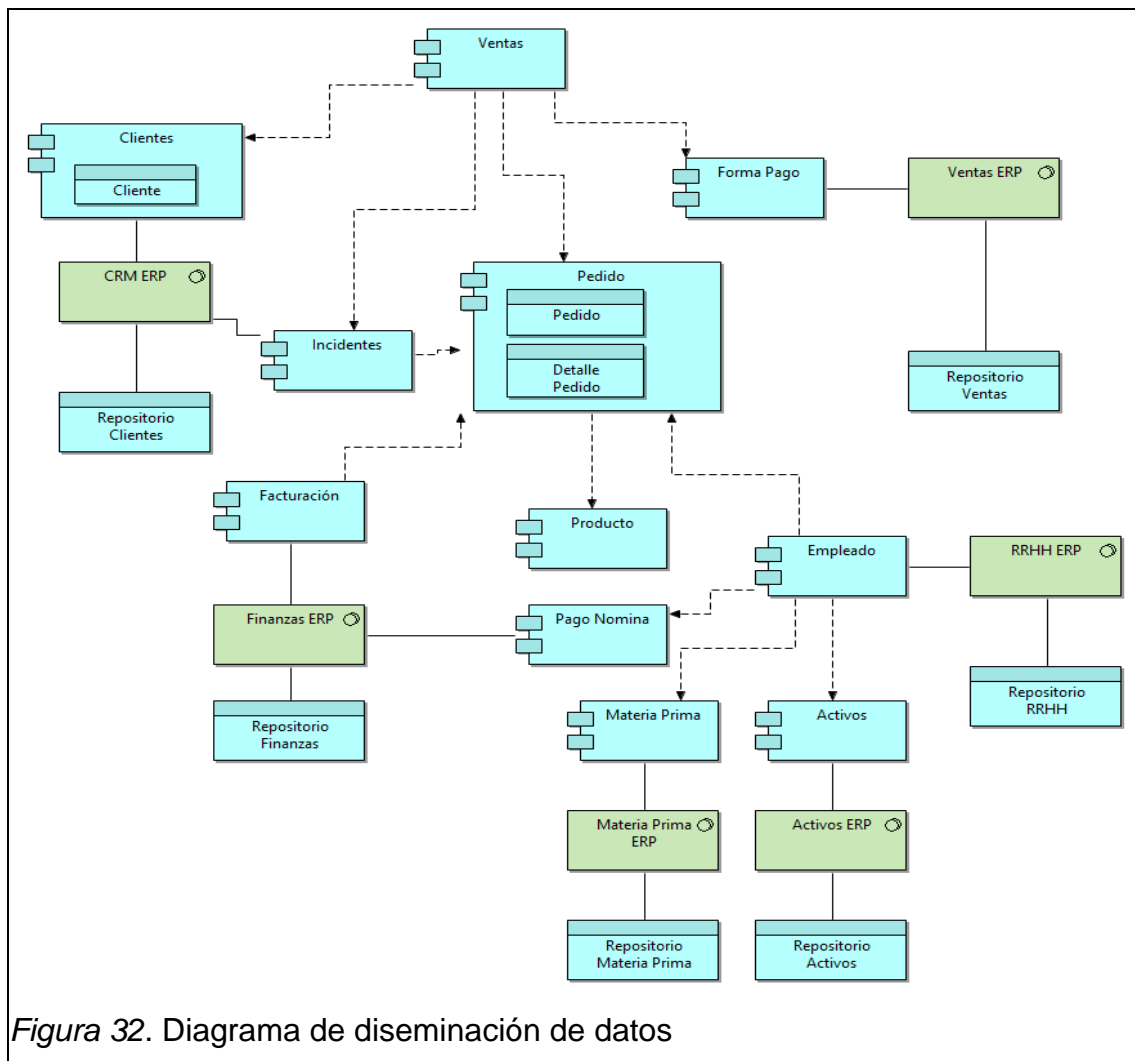 Ventas
Clientes
Cliente
Forma Pago
Ventas ERP
CRM ERP
Pedido
Pedido
Incidentes
Detalle
Pedido
Repositorio
Ventas
Repositorio
Clientes
Facturación
Producto
Empleado
RRHH ERP
Finanzas ERP
Pago Nomina
Repositorio
RRHH
Repositorio
Finanzas
Materia Prima
Activos
Materia Prima
ERP
Activos ERP
Repositorio
Materia Prima
Repositorio
Activos
Figura 32. Diagrama de diseminación de datos